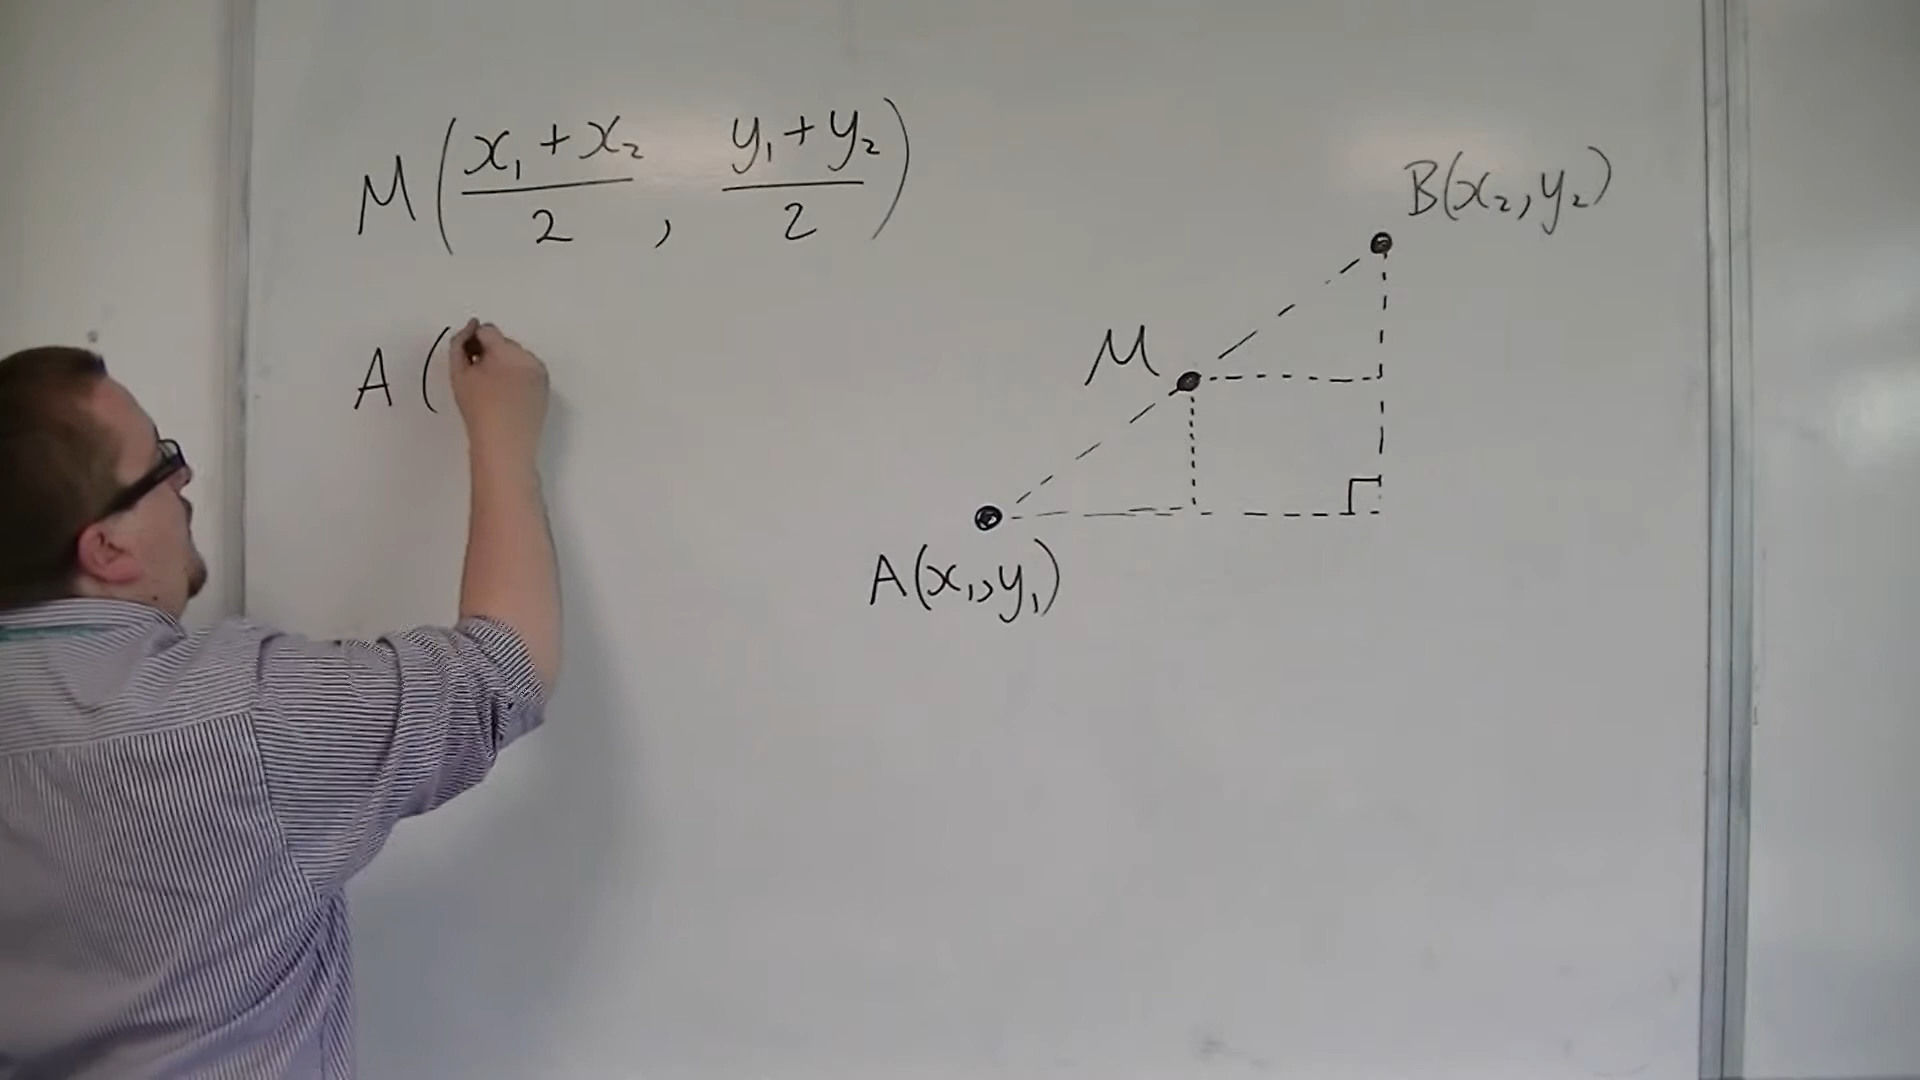 M(x₁+x₂/2, y₁+y₂/2)
A(
B(x₂,y₂)
M
A(x₁,y₁)